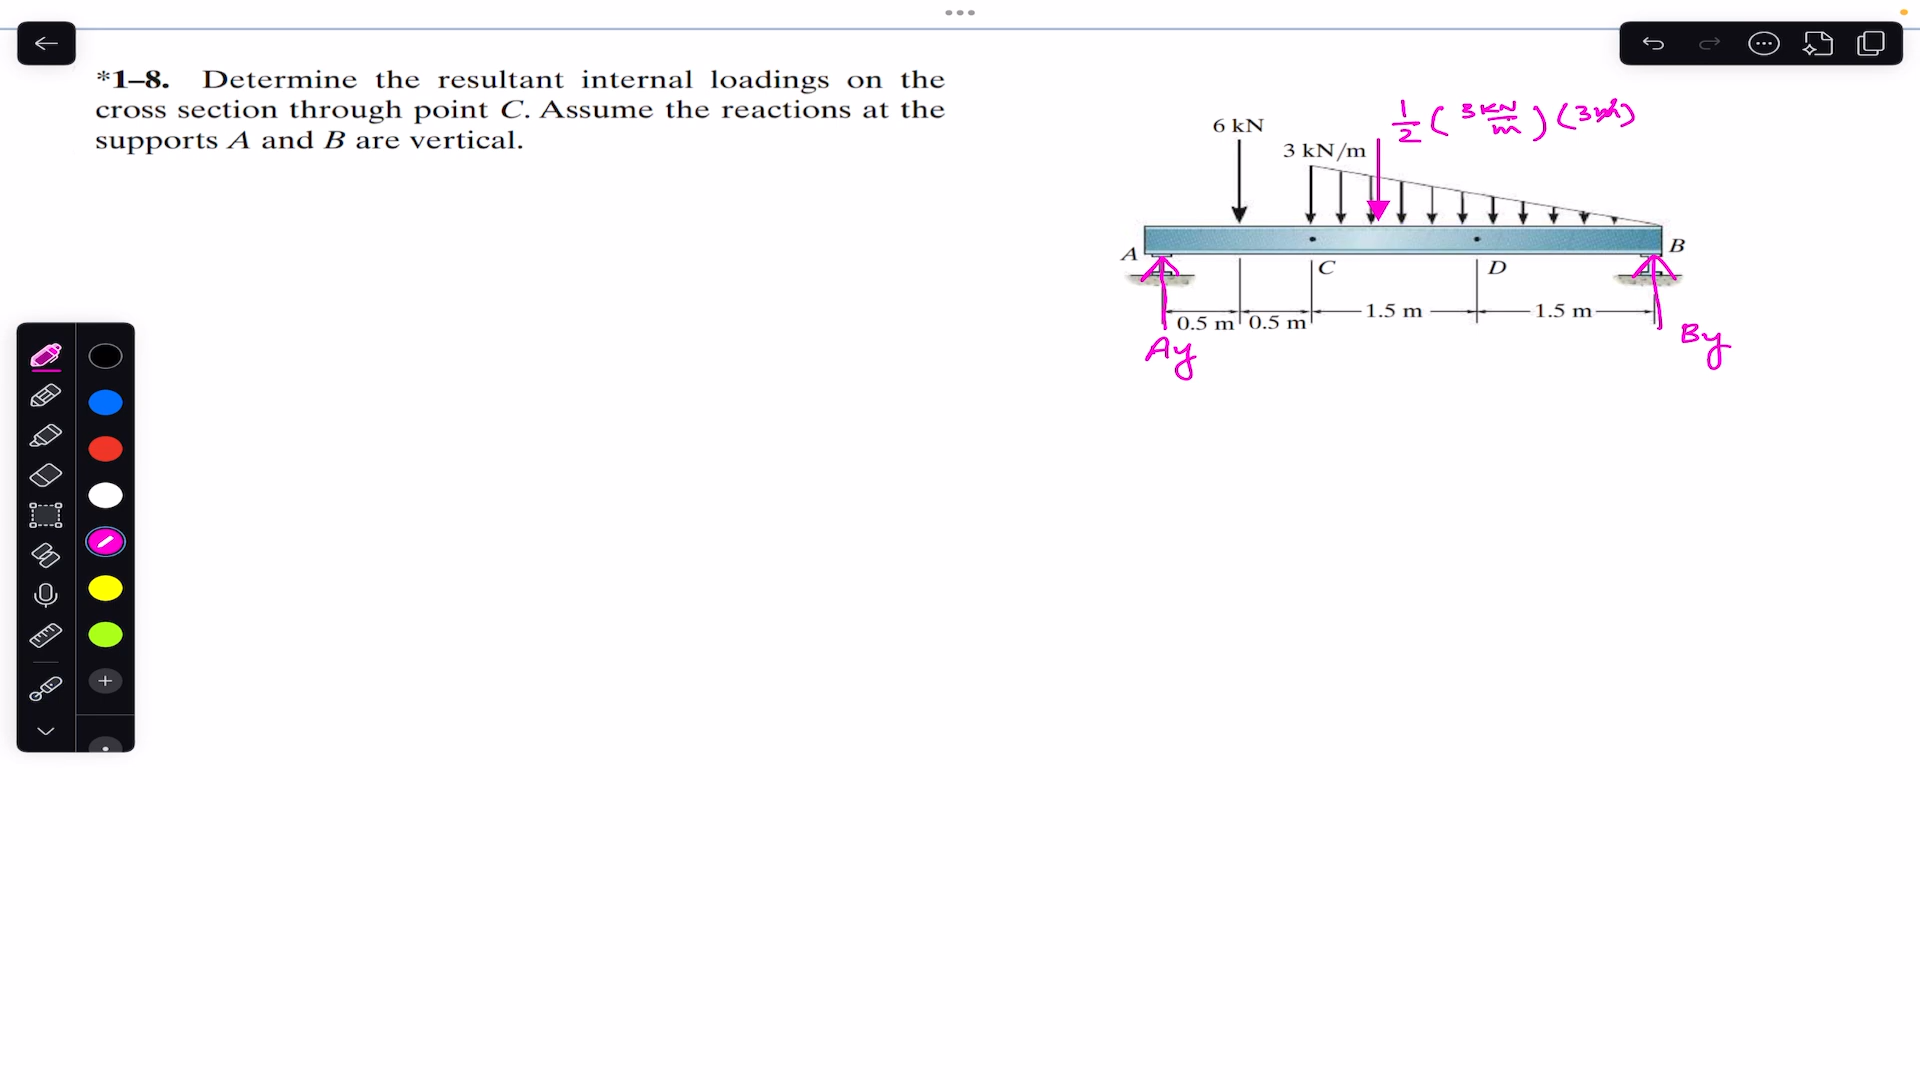 *1–8. Determine the resultant internal loadings on the
cross section through point C. Assume the reactions at the
supports A and B are vertical.
1/2 ( 3 KN/m ) (3m)
6 kN
3 kN/m
A
B
C
D
0.5 m
0.5 m
1.5 m
1.5 m
Ay
By